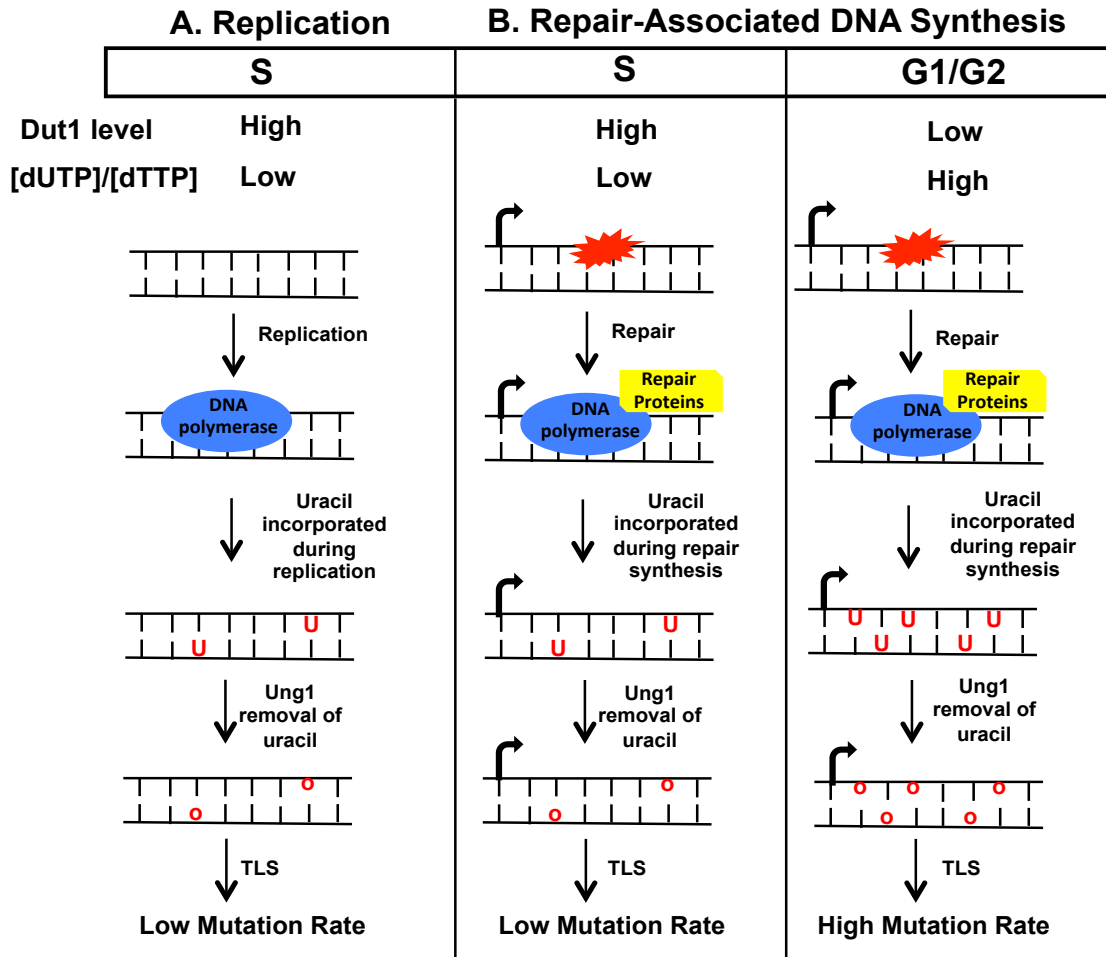 A. Replication
B. Repair-Associated DNA Synthesis
S
S
G1/G2
Dut1 level
High
High
Low
[dUTP]/[dTTP]
Low
Low
High
Replication
Repair
Repair
DNA
polymerase
Repair
Proteins
DNA
polymerase
Repair
Proteins
DNA
polymerase
Uracil
incorporated
during
replication
Uracil
incorporated
during repair
synthesis
Uracil
incorporated
during repair
synthesis
U
U
U
U
U
U
U
U
U
Ung1
removal of
uracil
Ung1
removal of
uracil
Ung1
removal of
uracil
o
o
o
o
o
o
o
o
o
TLS
TLS
TLS
Low Mutation Rate
Low Mutation Rate
High Mutation Rate